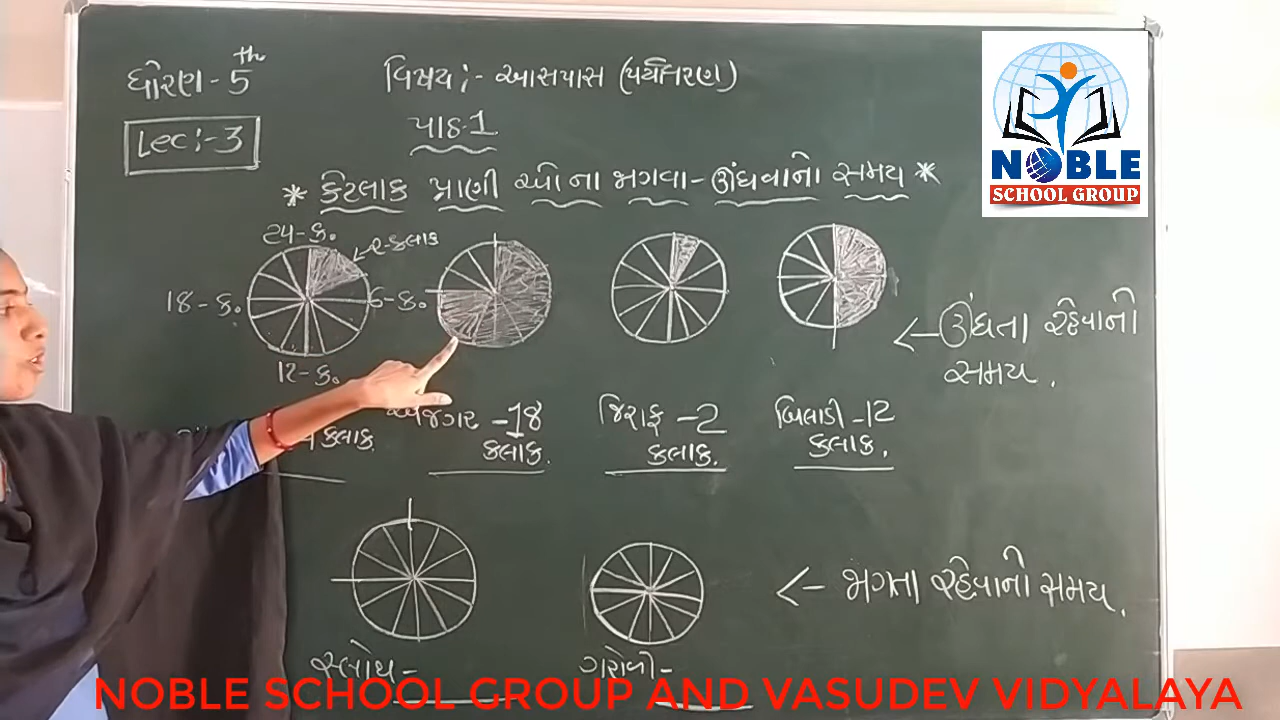 ધોરણ - 5th
વિષય :- આસપાસ (પર્યાવરણ)
Lec :- 3
પાઠ-1
* કેટલાક પ્રાણી ઓ ના જાગવા - ઊંઘવાનો સમય *
NOBLE
SCHOOL GROUP
24 - ક.
૨-કલાક
18 - ક.
6 - ક.
12 - ક.
<- ઊંઘતા રહેવાનો
સમય.
કલાક
અજગર - 18
કલાક.
જિરાફ - 2
કલાક.
બિલાડી - 12
કલાક.
<- જાગતા રહેવાનો સમય.
સ્લોથ -
ગરોળી -
NOBLE SCHOOL GROUP AND VASUDEV VIDYALAYA